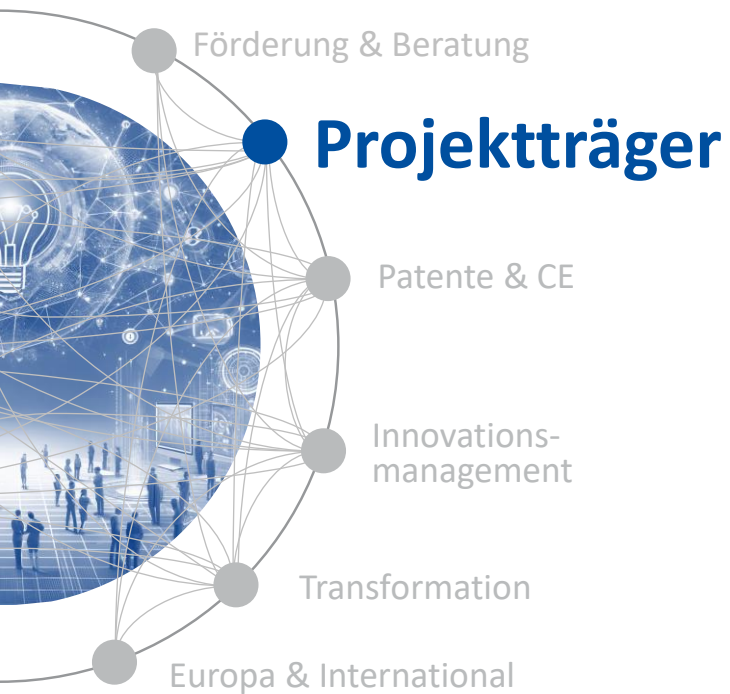 Förderung & Beratung
Projektträger
Patente & CE
Innovations-
management
Transformation
Europa & International